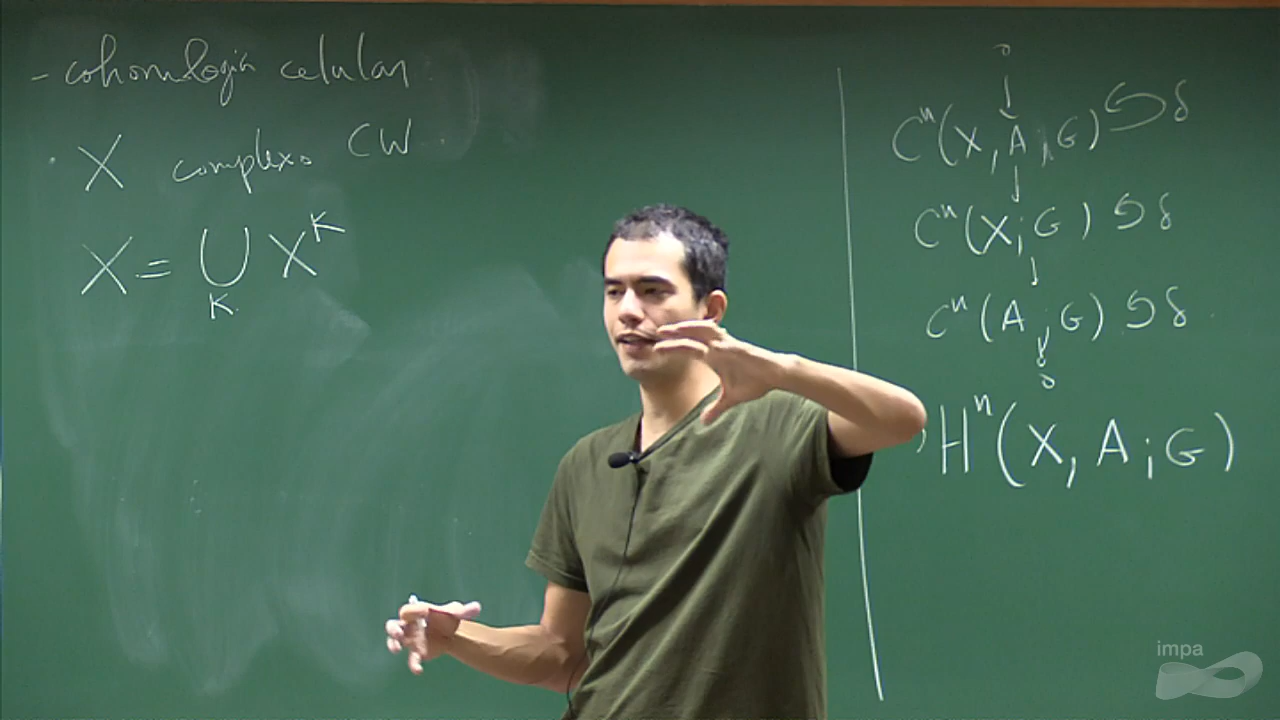 - cohomologia celular
• X complexo CW
X = ∪ X^K
K
0
↓
C^n(X, A; G) ↺ δ
↓
C^n(X; G) ↺ δ
↓
C^n(A; G) ↺ δ
↓
0
H^n(X, A; G)
impa